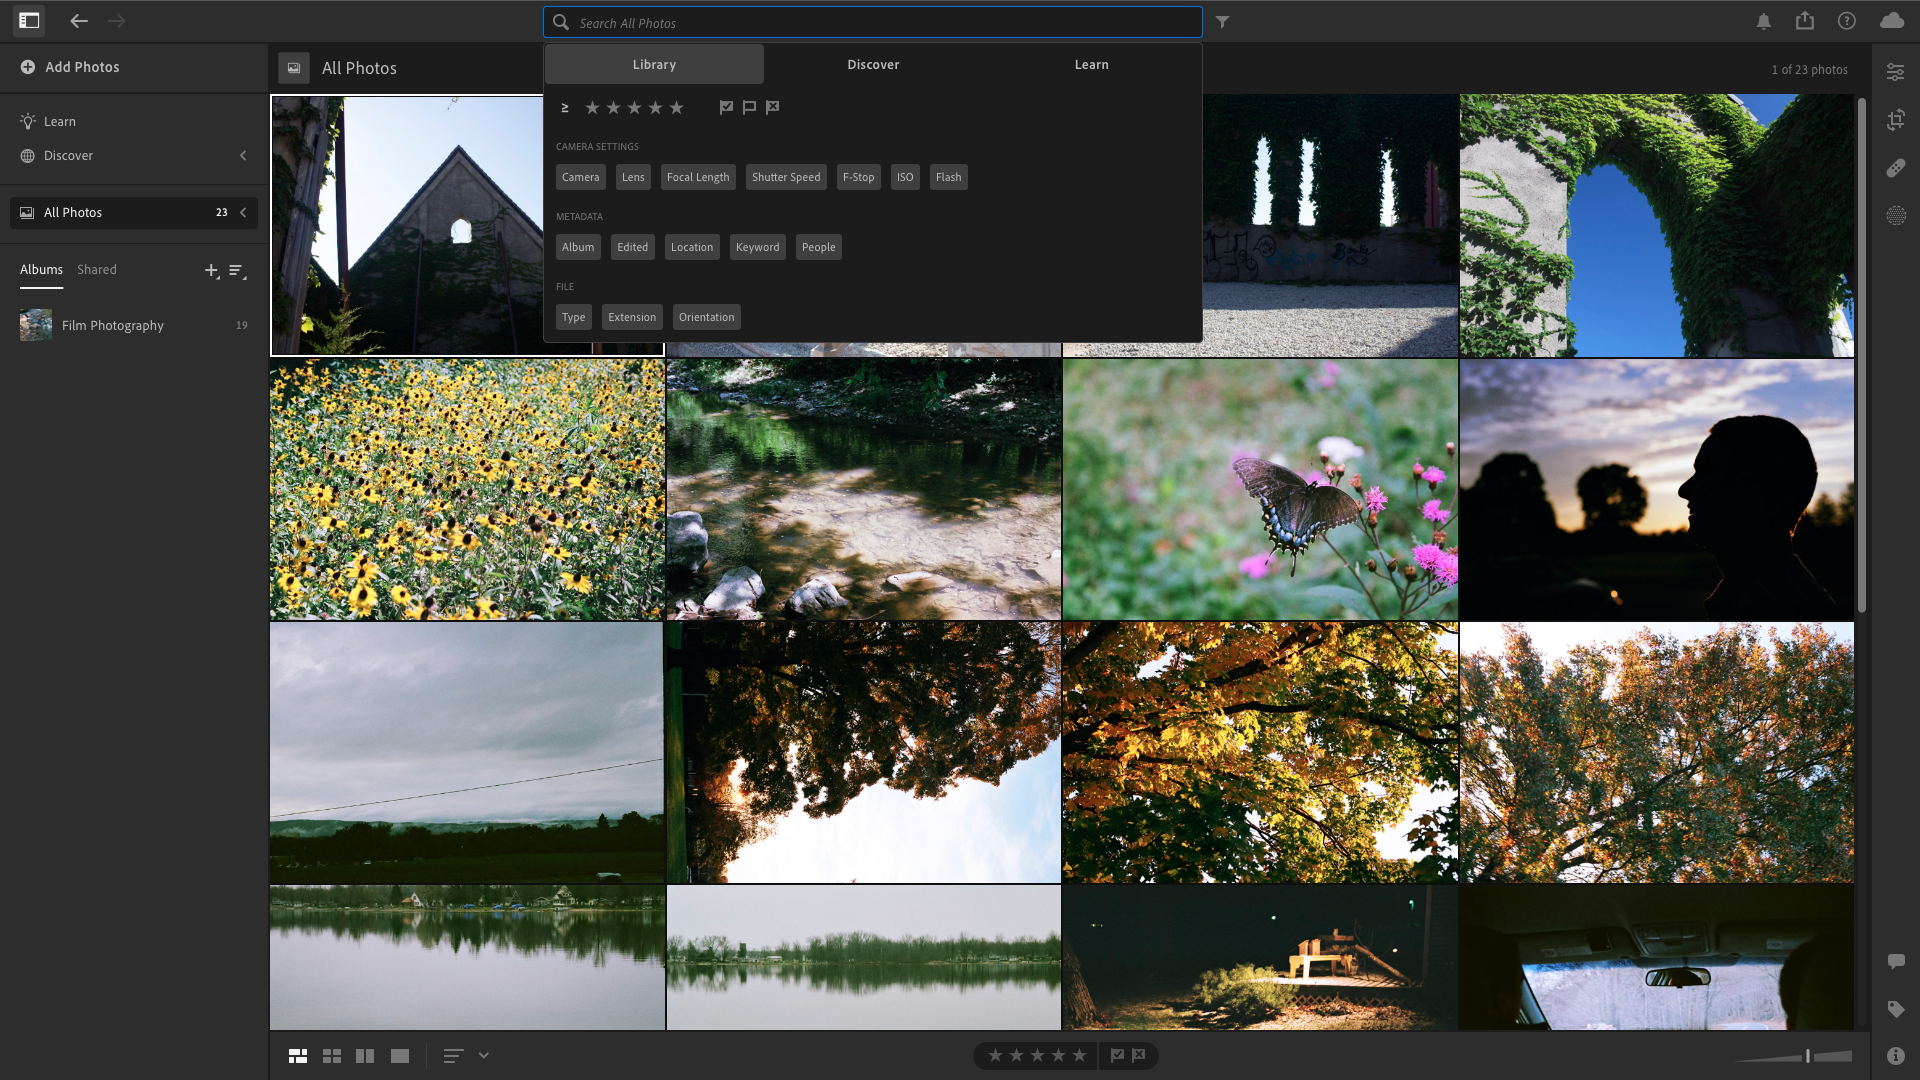 Search All Photos
Add Photos
All Photos
Library
Discover
Learn
1 of 23 photos
≥
Learn
Discover
CAMERA SETTINGS
Camera
Lens
Focal Length
Shutter Speed
F-Stop
ISO
Flash
All Photos
23
METADATA
Album
Edited
Location
Keyword
People
Albums
Shared
FILE
Type
Extension
Orientation
Film Photography
19